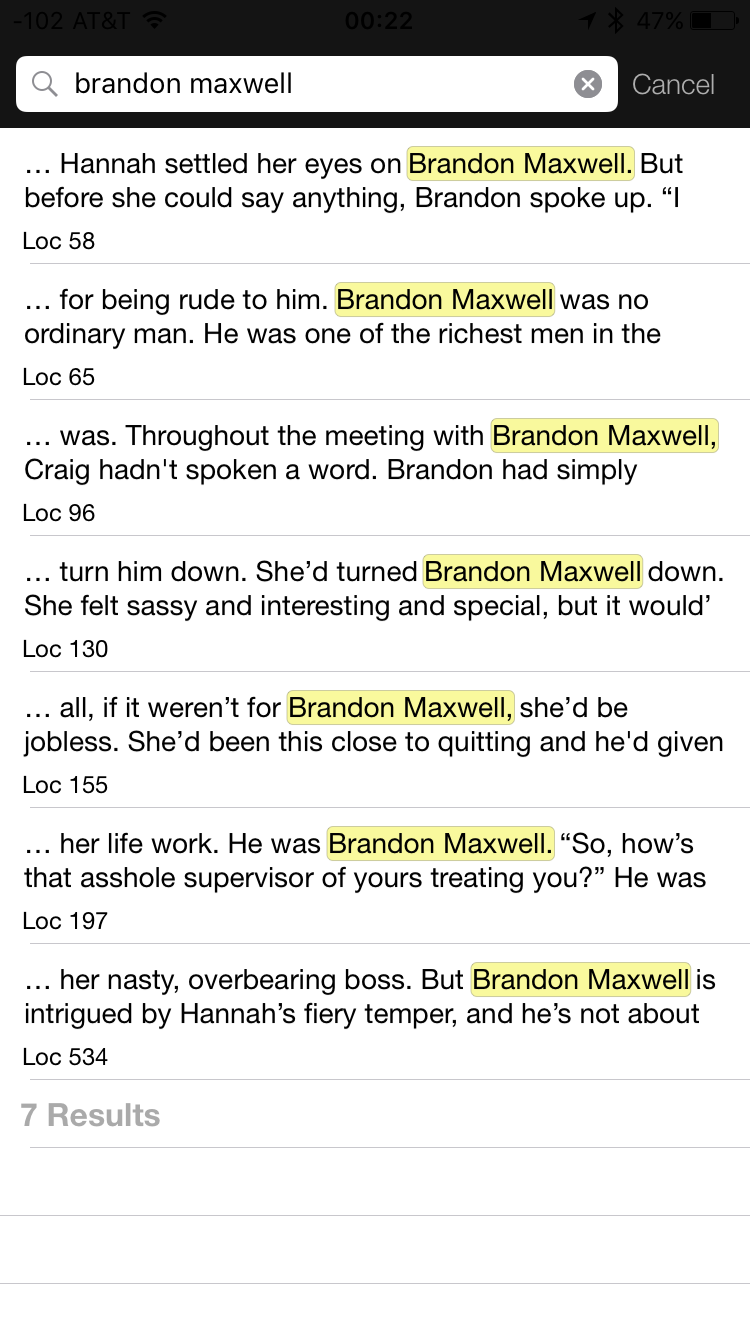 -102 AT&T 00:22 47%
brandon maxwell Cancel
… Hannah settled her eyes on Brandon Maxwell. But
before she could say anything, Brandon spoke up. “I
Loc 58
… for being rude to him. Brandon Maxwell was no
ordinary man. He was one of the richest men in the
Loc 65
… was. Throughout the meeting with Brandon Maxwell,
Craig hadn't spoken a word. Brandon had simply
Loc 96
… turn him down. She’d turned Brandon Maxwell down.
She felt sassy and interesting and special, but it would’
Loc 130
… all, if it weren’t for Brandon Maxwell, she’d be
jobless. She’d been this close to quitting and he'd given
Loc 155
… her life work. He was Brandon Maxwell. “So, how’s
that asshole supervisor of yours treating you?” He was
Loc 197
… her nasty, overbearing boss. But Brandon Maxwell is
intrigued by Hannah’s fiery temper, and he’s not about
Loc 534
7 Results